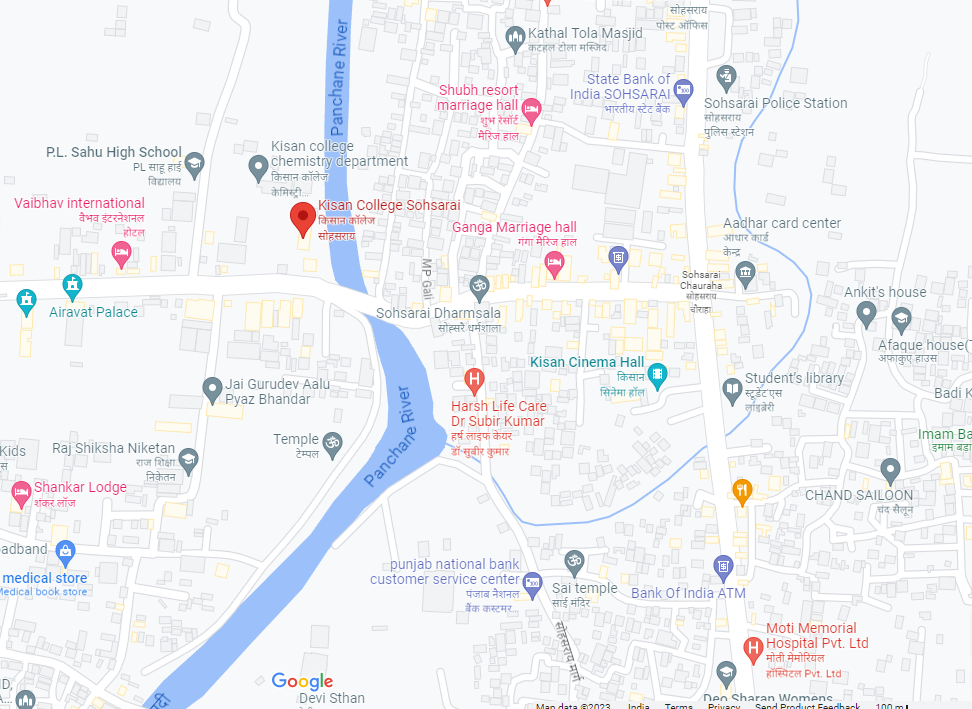 सोहसराय
पोस्ट ऑफिस
Panchane River
Kathal Tola Masjid
कटहल टोला मस्जिद
State Bank of
India SOHSARAI
भारतीय स्टेट बैंक
Shubh resort
marriage hall
शुभ रेसॉर्ट
मैरिज हाल
Sohsarai Police Station
सोहसराय
पुलिस स्टेशन
P.L. Sahu High School
PL साहू हाई
विद्यालय
Kisan college
chemistry department
किसान कॉलेज
केमिस्ट्री...
Vaibhav international
वैभव इंटरनेशनल
होटल
Kisan College Sohsarai
किसान कॉलेज
सोहसराय
Ganga Marriage hall
गंगा मैरिज हाल
Aadhar card center
आधार कार्ड
केन्द्र
MP Gali
Sohsarai
Chauraha
सोहसराय
चौराहा
Airavat Palace
Sohsarai Dharmsala
सोहसरे धर्मशाला
Ankit's house
Afaque house(T
अफाकुए हाउस
Kisan Cinema Hall
किसान
सिनेमा हॉल
Jai Gurudev Aalu
Pyaz Bhandar
Student's library
स्टूडेंट'एस
लाइब्रेरी
Badi K
Harsh Life Care
Dr Subir Kumar
हर्ष लाइफ केयर
डॉ सुबीर कुमार
Panchane River
Temple
टेम्पल
Imam Ba
इमाम बड़ा
Kids
Raj Shiksha Niketan
राज शिक्षा
निकेतन
Shankar Lodge
शंकर लॉज
CHAND SAILOON
चंद सैलून
adband
medical store
Medical book store
punjab national bank
customer service center
पंजाब नैशनल
बैंक कस्टमर...
Sai temple
साई मंदिर
Bank Of India ATM
सोहसराय मार्ग
Moti Memorial
Hospital Pvt. Ltd
मोती मेमोरियल
हॉस्पिटल Pvt. Ltd
Google
Devi Sthan
Deo Sharan Womens
Map data ©2023 India Terms Privacy Send Product Feedback 100 m